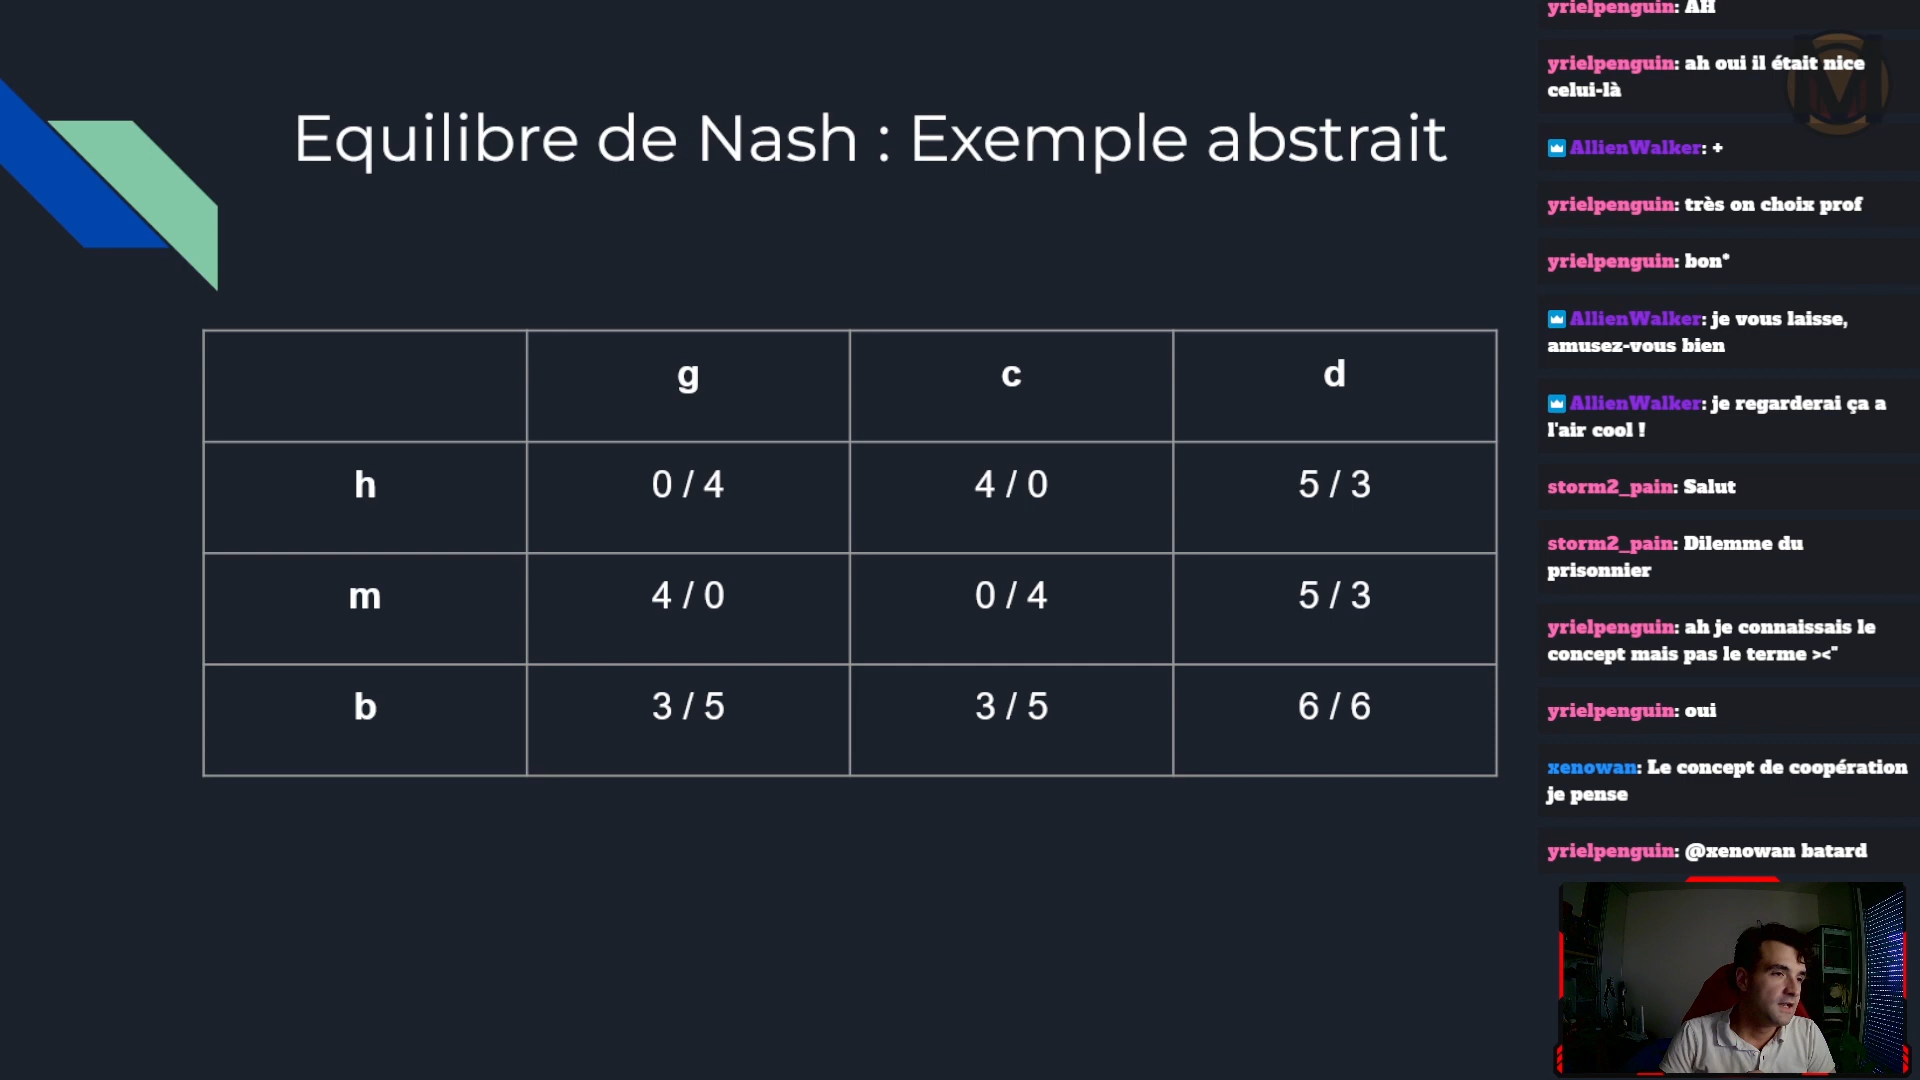 Equilibre de Nash : Exemple abstrait
g c d
h 0 / 4 4 / 0 5 / 3
m 4 / 0 0 / 4 5 / 3
b 3 / 5 3 / 5 6 / 6
yrielpenguin: AH
yrielpenguin: ah oui il était nice
celui-là
AllienWalker: +
yrielpenguin: très on choix prof
yrielpenguin: bon*
AllienWalker: je vous laisse,
amusez-vous bien
AllienWalker: je regarderai ça a
l'air cool !
storm2_pain: Salut
storm2_pain: Dilemme du
prisonnier
yrielpenguin: ah je connaissais le
concept mais pas le terme ><"
yrielpenguin: oui
xenowan: Le concept de coopération
je pense
yrielpenguin: @xenowan batard